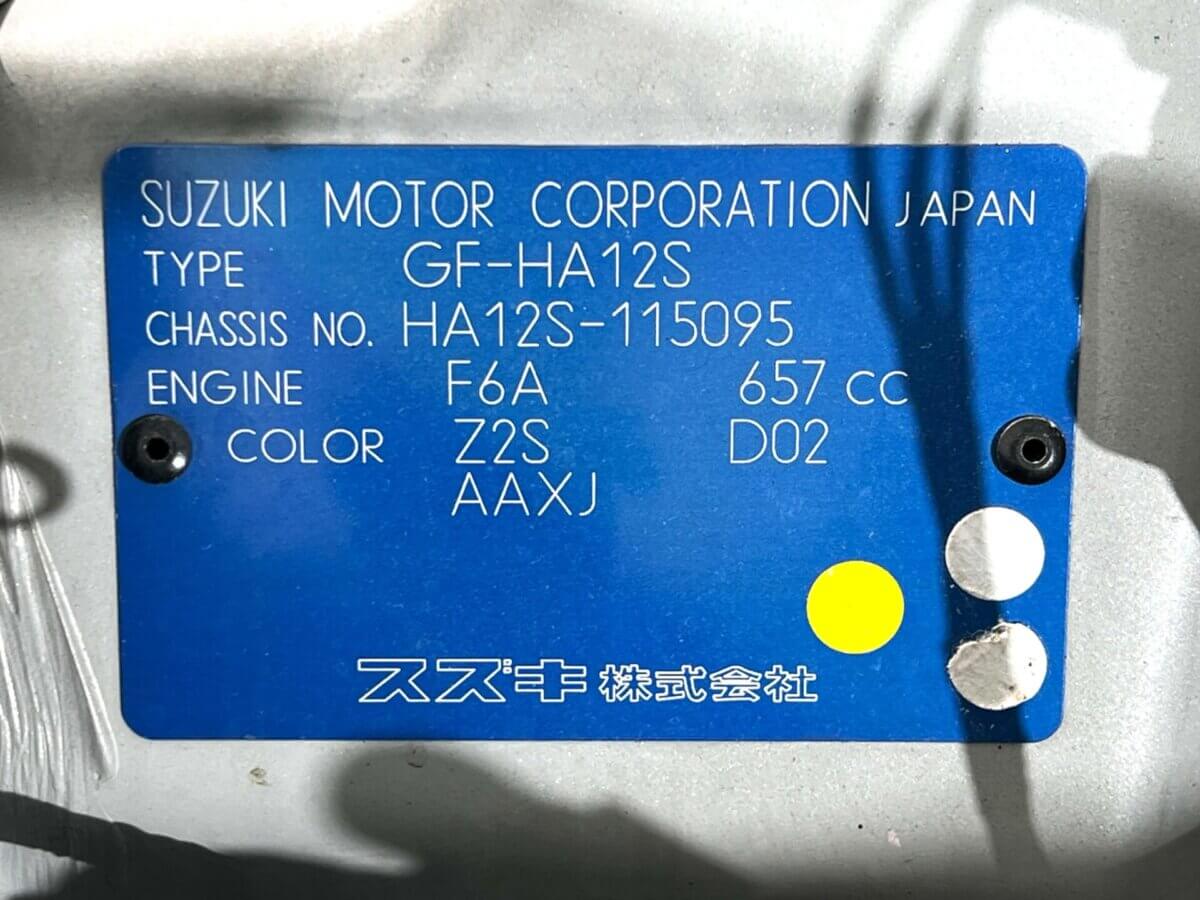 SUZUKI MOTOR CORPORATION JAPAN
TYPE GF-HA12S
CHASSIS NO. HA12S-115095
ENGINE F6A 657 CC
COLOR Z2S D02
AAXJ
スズキ株式会社